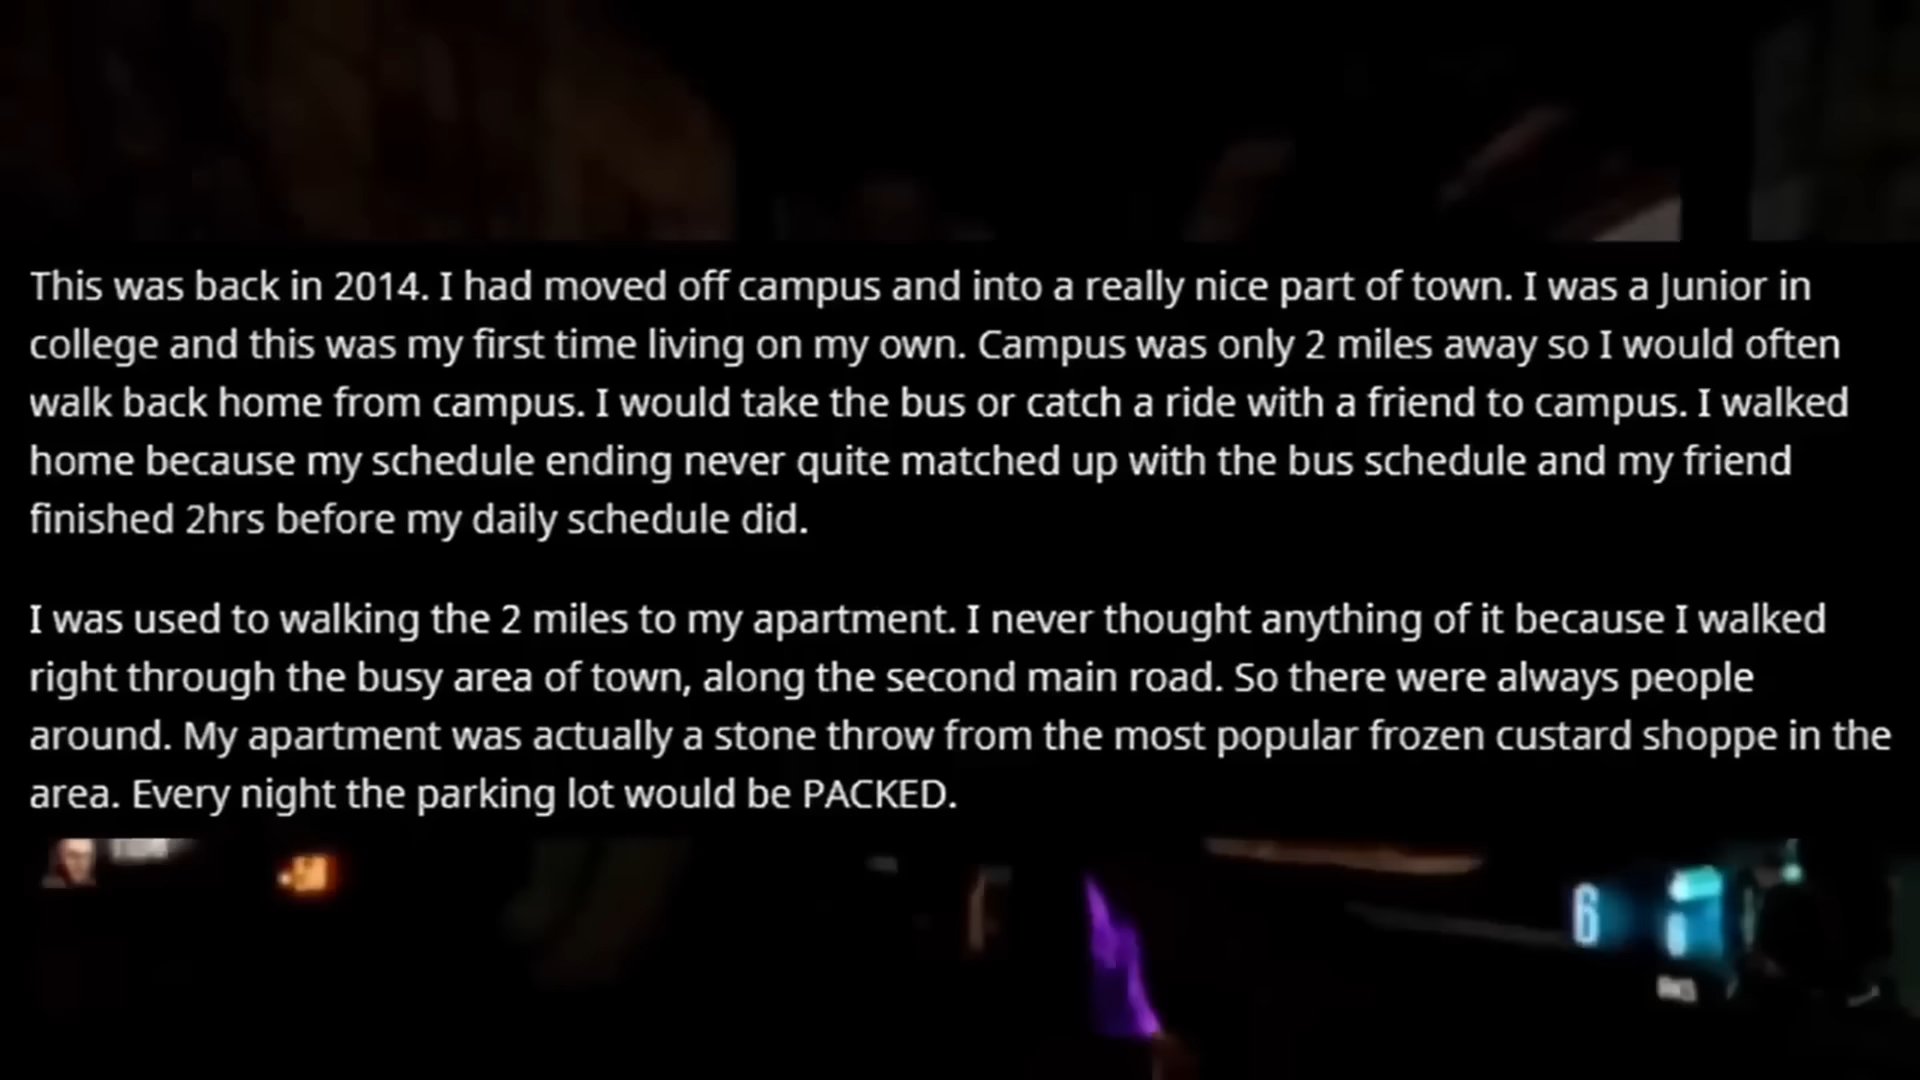 This was back in 2014. I had moved off campus and into a really nice part of town. I was a Junior in
college and this was my first time living on my own. Campus was only 2 miles away so I would often
walk back home from campus. I would take the bus or catch a ride with a friend to campus. I walked
home because my schedule ending never quite matched up with the bus schedule and my friend
finished 2hrs before my daily schedule did.
I was used to walking the 2 miles to my apartment. I never thought anything of it because I walked
right through the busy area of town, along the second main road. So there were always people
around. My apartment was actually a stone throw from the most popular frozen custard shoppe in the
area. Every night the parking lot would be PACKED.
6